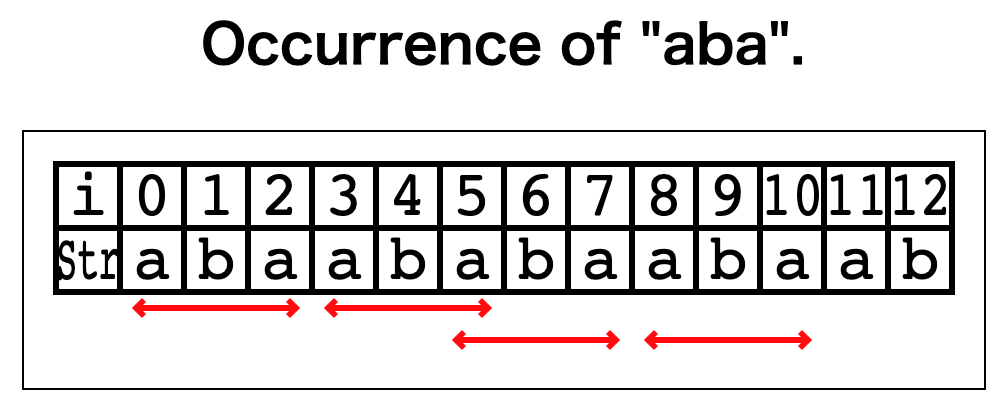 Occurrence of "aba".
i 0 1 2 3 4 5 6 7 8 9 10 11 12
Str a b a a b a b a a b a a b